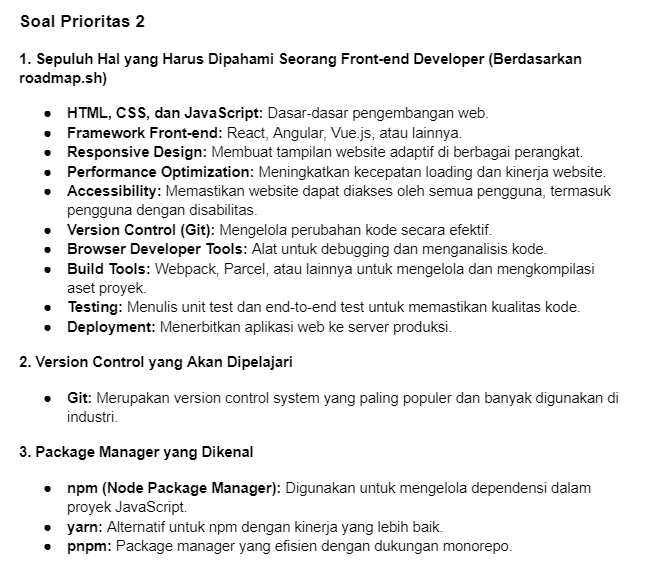 Soal Prioritas 2
1. Sepuluh Hal yang Harus Dipahami Seorang Front-end Developer (Berdasarkan
roadmap.sh)
● HTML, CSS, dan JavaScript: Dasar-dasar pengembangan web.
● Framework Front-end: React, Angular, Vue.js, atau lainnya.
● Responsive Design: Membuat tampilan website adaptif di berbagai perangkat.
● Performance Optimization: Meningkatkan kecepatan loading dan kinerja website.
● Accessibility: Memastikan website dapat diakses oleh semua pengguna, termasuk
pengguna dengan disabilitas.
● Version Control (Git): Mengelola perubahan kode secara efektif.
● Browser Developer Tools: Alat untuk debugging dan menganalisis kode.
● Build Tools: Webpack, Parcel, atau lainnya untuk mengelola dan mengkompilasi
aset proyek.
● Testing: Menulis unit test dan end-to-end test untuk memastikan kualitas kode.
● Deployment: Menerbitkan aplikasi web ke server produksi.
2. Version Control yang Akan Dipelajari
● Git: Merupakan version control system yang paling populer dan banyak digunakan di
industri.
3. Package Manager yang Dikenal
● npm (Node Package Manager): Digunakan untuk mengelola dependensi dalam
proyek JavaScript.
● yarn: Alternatif untuk npm dengan kinerja yang lebih baik.
● pnpm: Package manager yang efisien dengan dukungan monorepo.